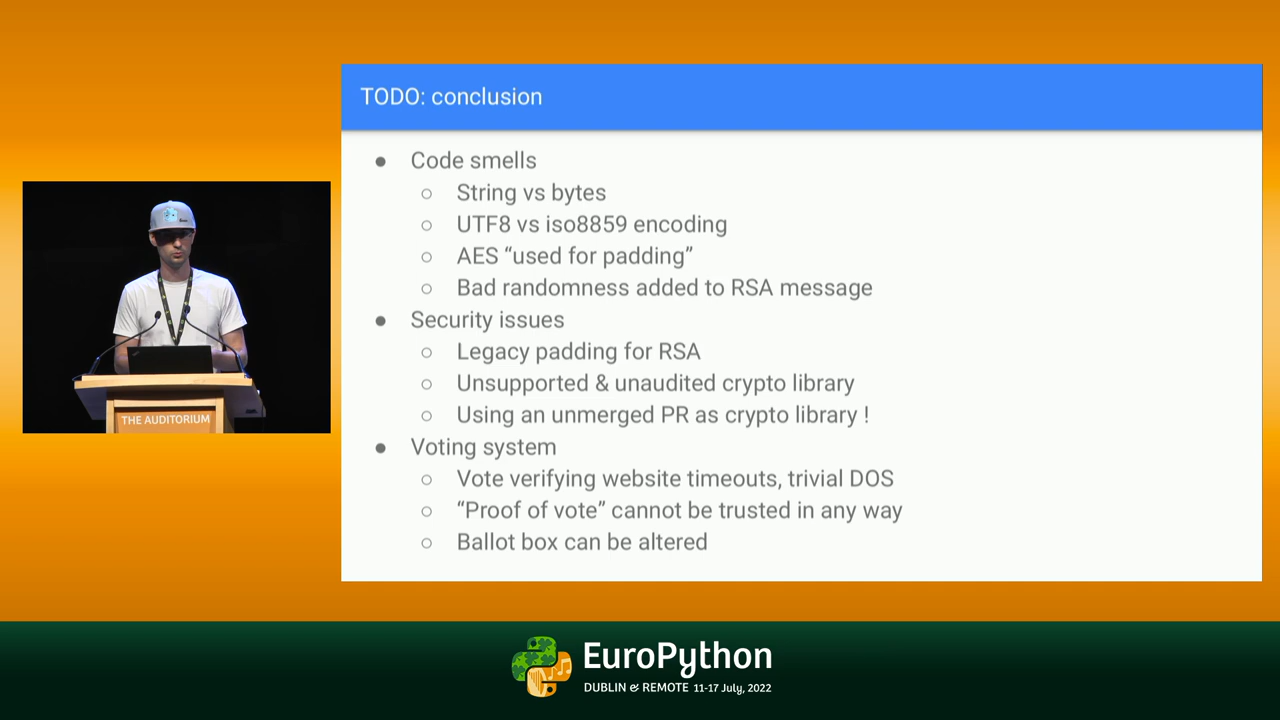 TODO: conclusion
● Code smells
○ String vs bytes
○ UTF8 vs iso8859 encoding
○ AES “used for padding”
○ Bad randomness added to RSA message
● Security issues
○ Legacy padding for RSA
○ Unsupported & unaudited crypto library
○ Using an unmerged PR as crypto library !
● Voting system
○ Vote verifying website timeouts, trivial DOS
○ “Proof of vote” cannot be trusted in any way
○ Ballot box can be altered
THE AUDITORIUM
EuroPython
DUBLIN & REMOTE 11-17 July, 2022